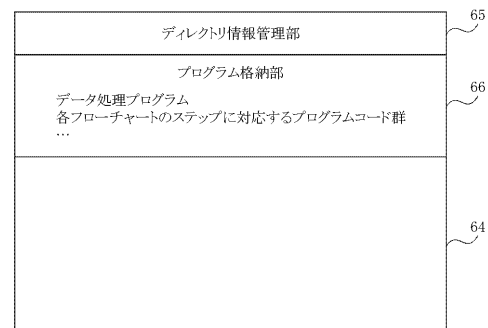 65
ディレクトリ情報管理部
プログラム格納部
66
データ処理プログラム
各フローチャートのステップに対応するプログラムコード群
…
64